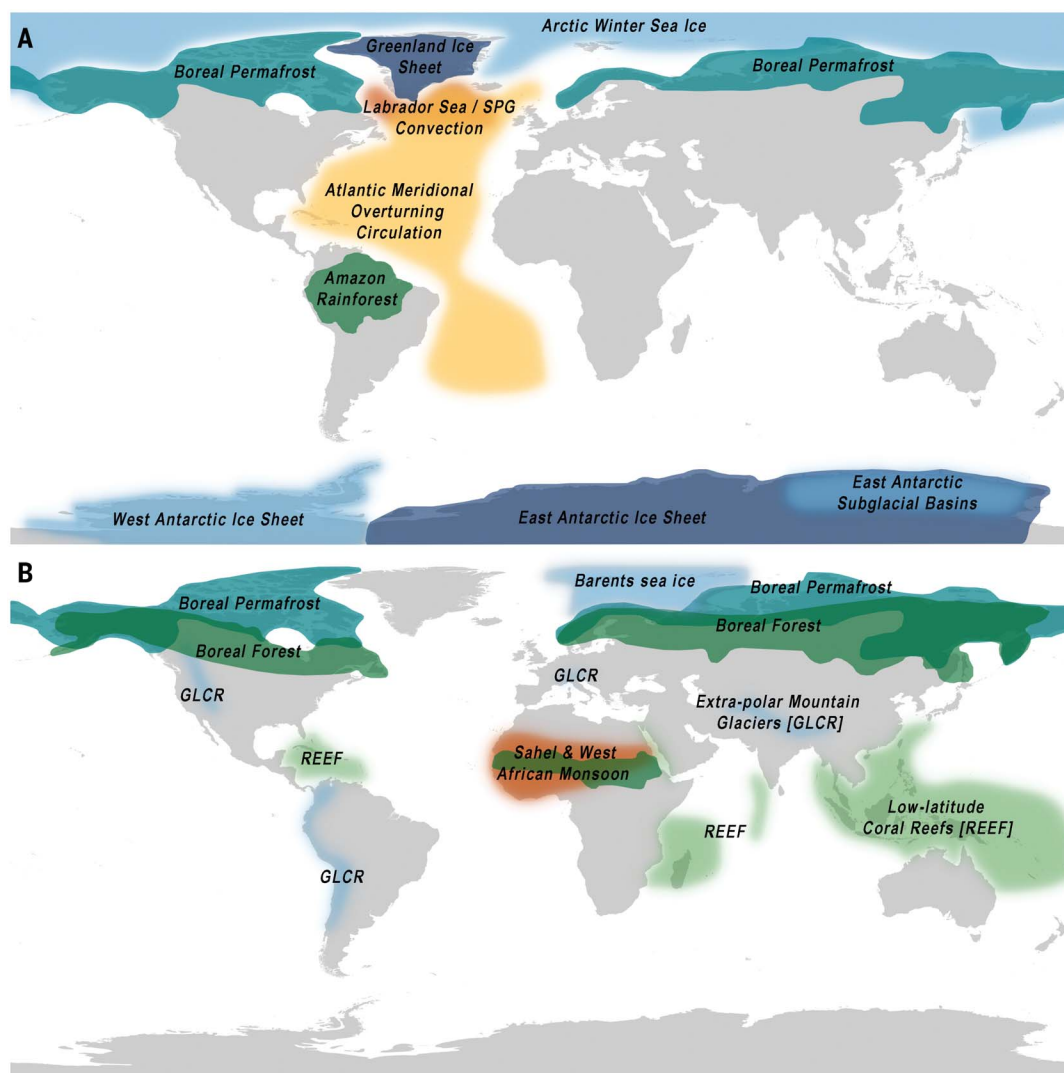 A
Arctic Winter Sea Ice
Greenland Ice
Sheet
Boreal Permafrost
Boreal Permafrost
Labrador Sea / SPG
Convection
Atlantic Meridional
Overturning
Circulation
Amazon
Rainforest
East Antarctic
Subglacial Basins
West Antarctic Ice Sheet
East Antarctic Ice Sheet
B
Barents sea ice
Boreal Permafrost
Boreal Permafrost
Boreal Forest
Boreal Forest
GLCR
GLCR
Extra-polar Mountain
Glaciers [GLCR]
REEF
Sahel & West
African Monsoon
Low-latitude
Coral Reefs [REEF]
REEF
GLCR